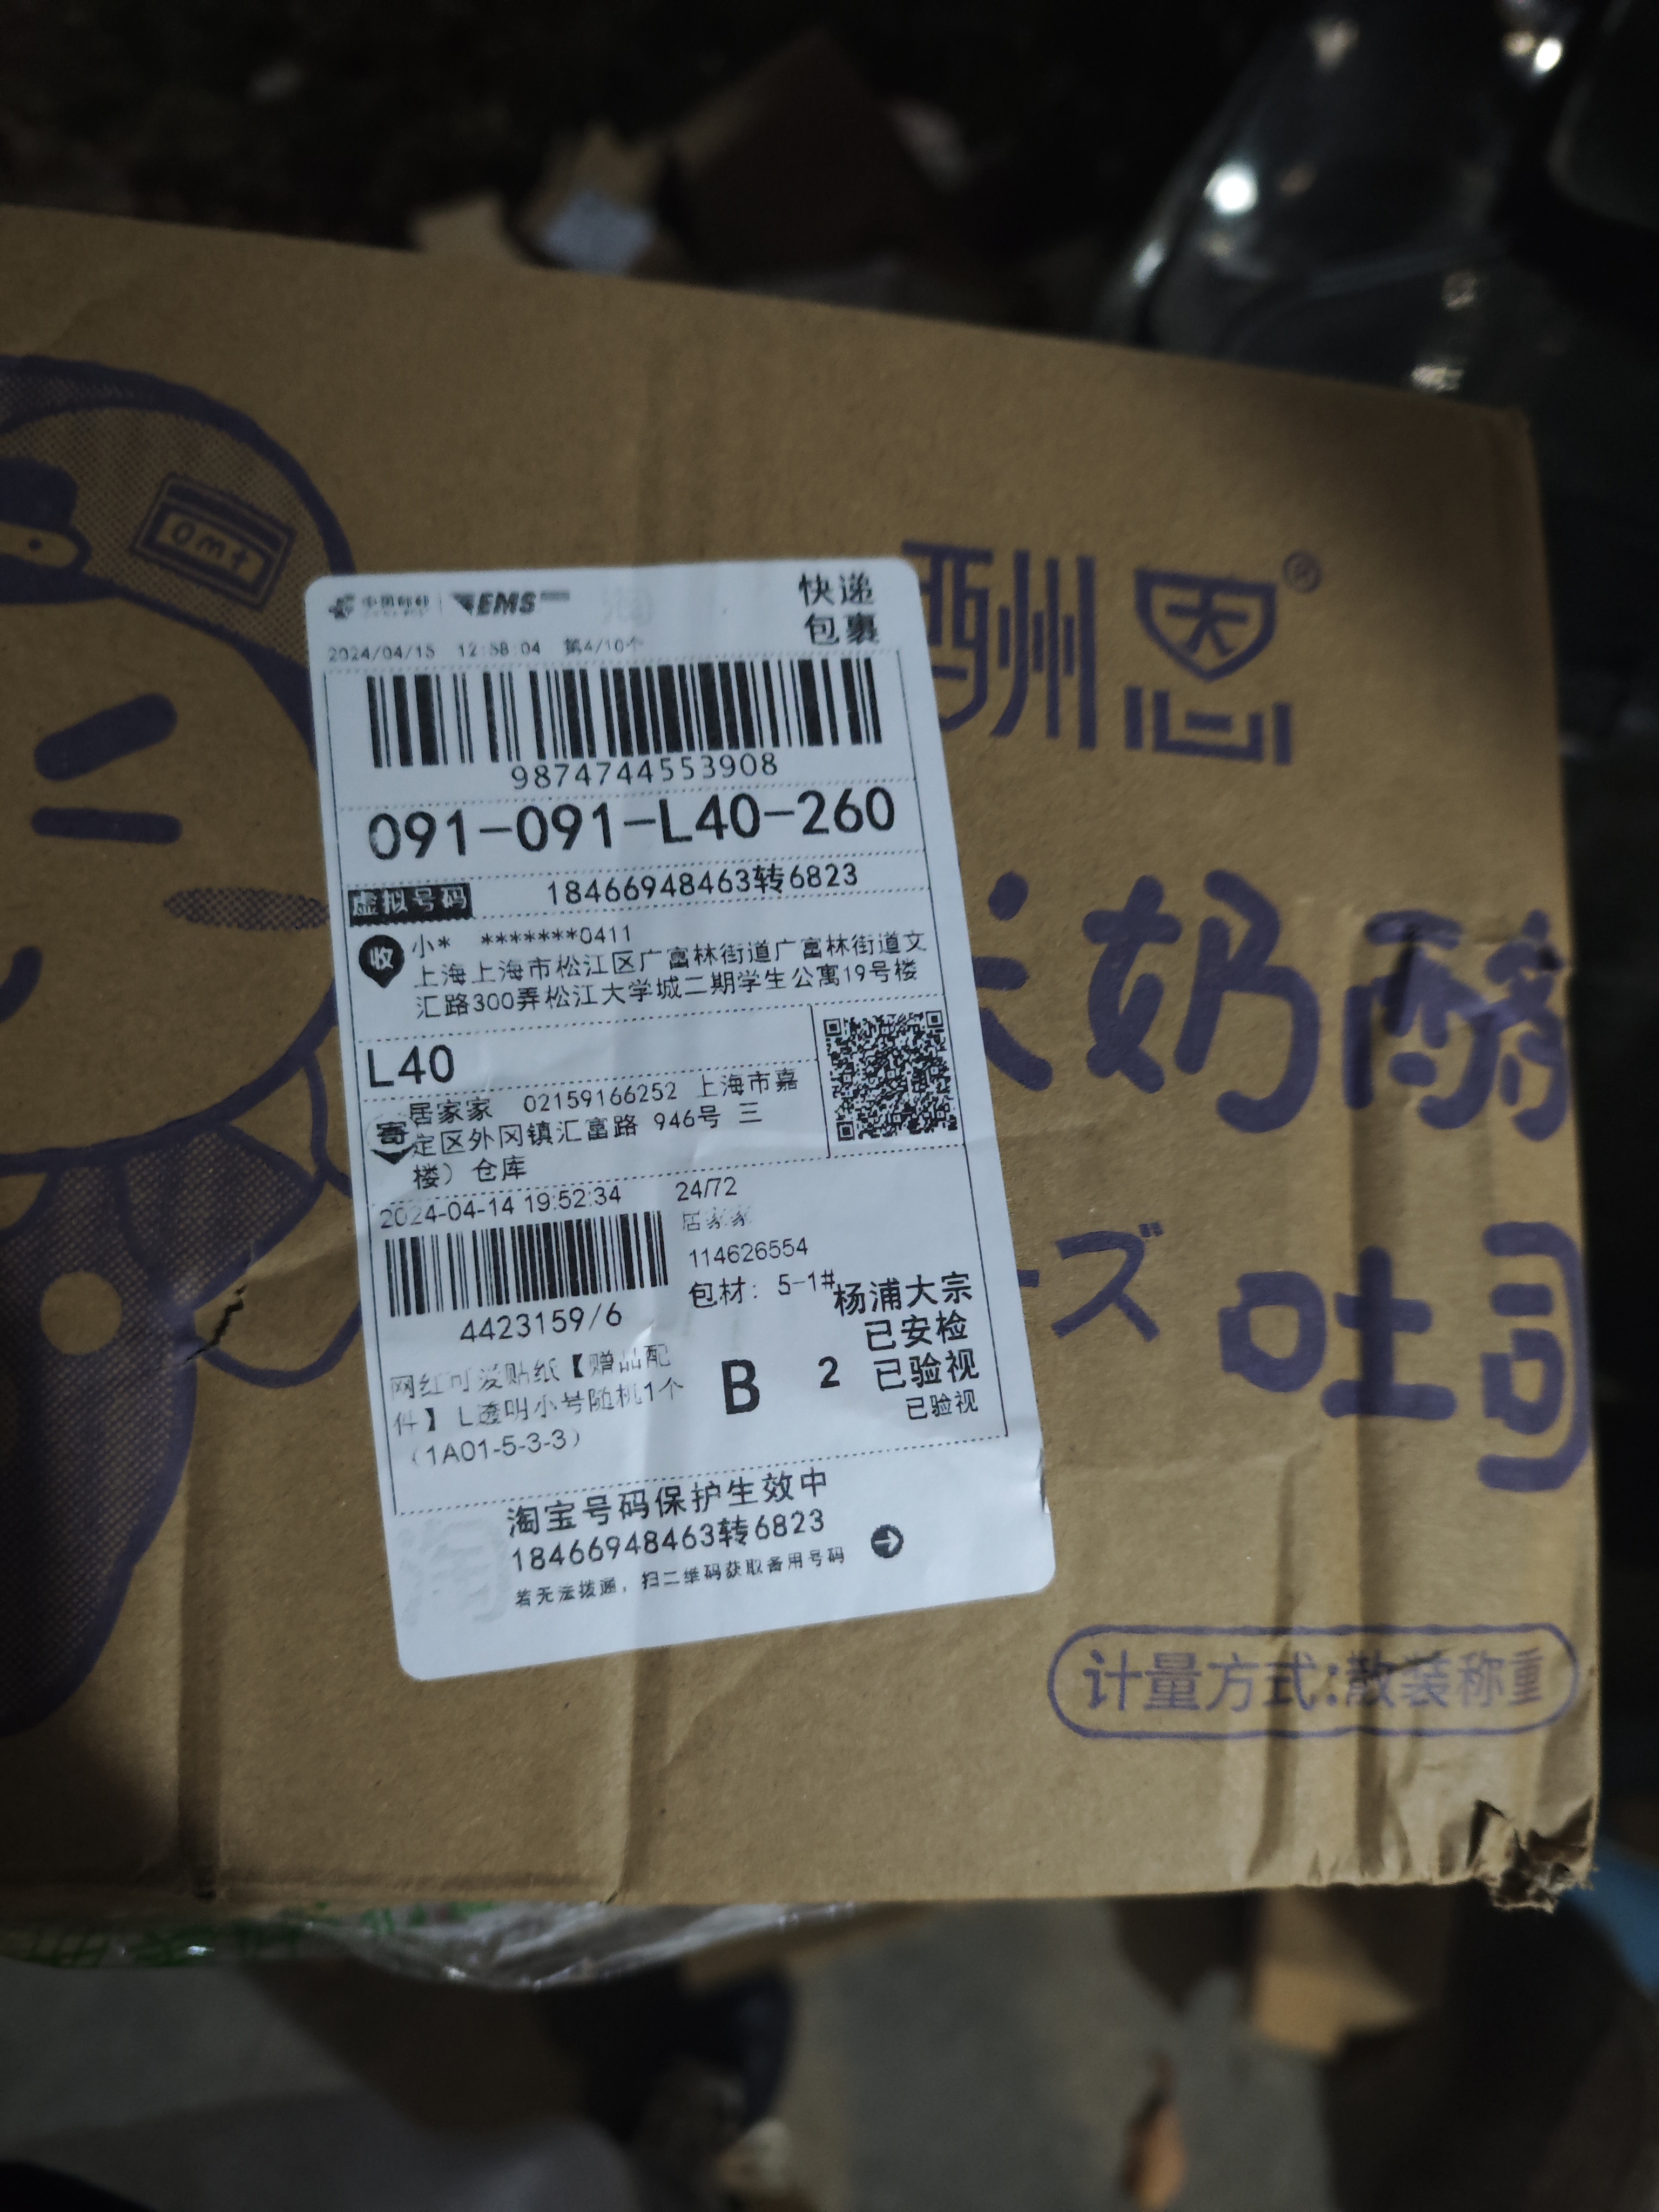 omt
酬恩®
米奶酪
ーズ 吐司
计量方式:散装称重
中国邮政 EMS
快递
包裹
2024/04/15 12:58:04 第4/10个
9874744553908
091-091-L40-260
虚拟号码 18466948463转6823
收 小* *******0411
上海上海市松江区广富林街道广富林街道文
汇路300弄松江大学城二期学生公寓19号楼
L40
寄 居家家 02159166252 上海市嘉
定区外冈镇汇富路 946号 三
楼）仓库
2024-04-14 19:52:34 24/72
居家家
114626554
4423159/6
包材: 5-1#
杨浦大宗
已安检
已验视
已验视
B 2
网红可爱贴纸【赠品配
件】L透明小号随机1个
（1A01-5-3-3）
淘宝号码保护生效中
18466948463转6823
若无法拨通，扫二维码获取备用号码